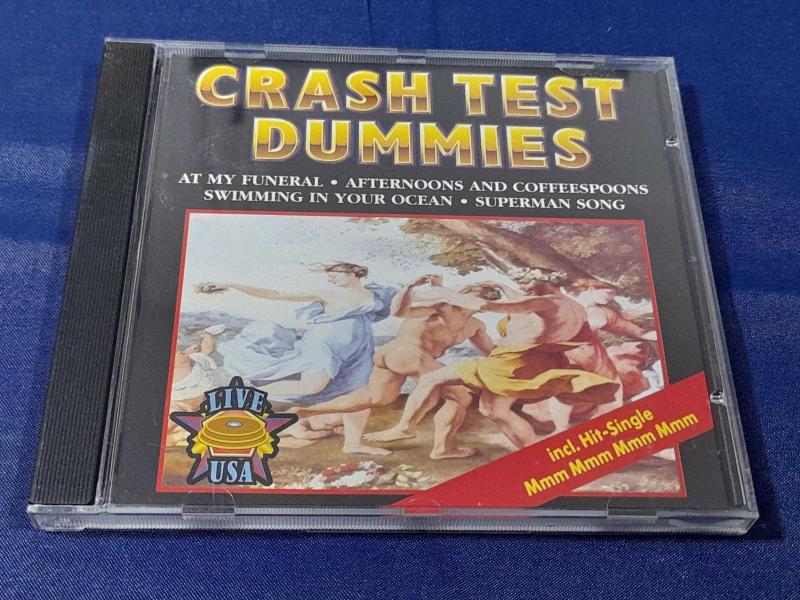 CRASH TEST
DUMMIES
AT MY FUNERAL • AFTERNOONS AND COFFEESPOONS
SWIMMING IN YOUR OCEAN • SUPERMAN SONG
LIVE
USA
incl. Hit-Single
Mmm Mmm Mmm Mmm